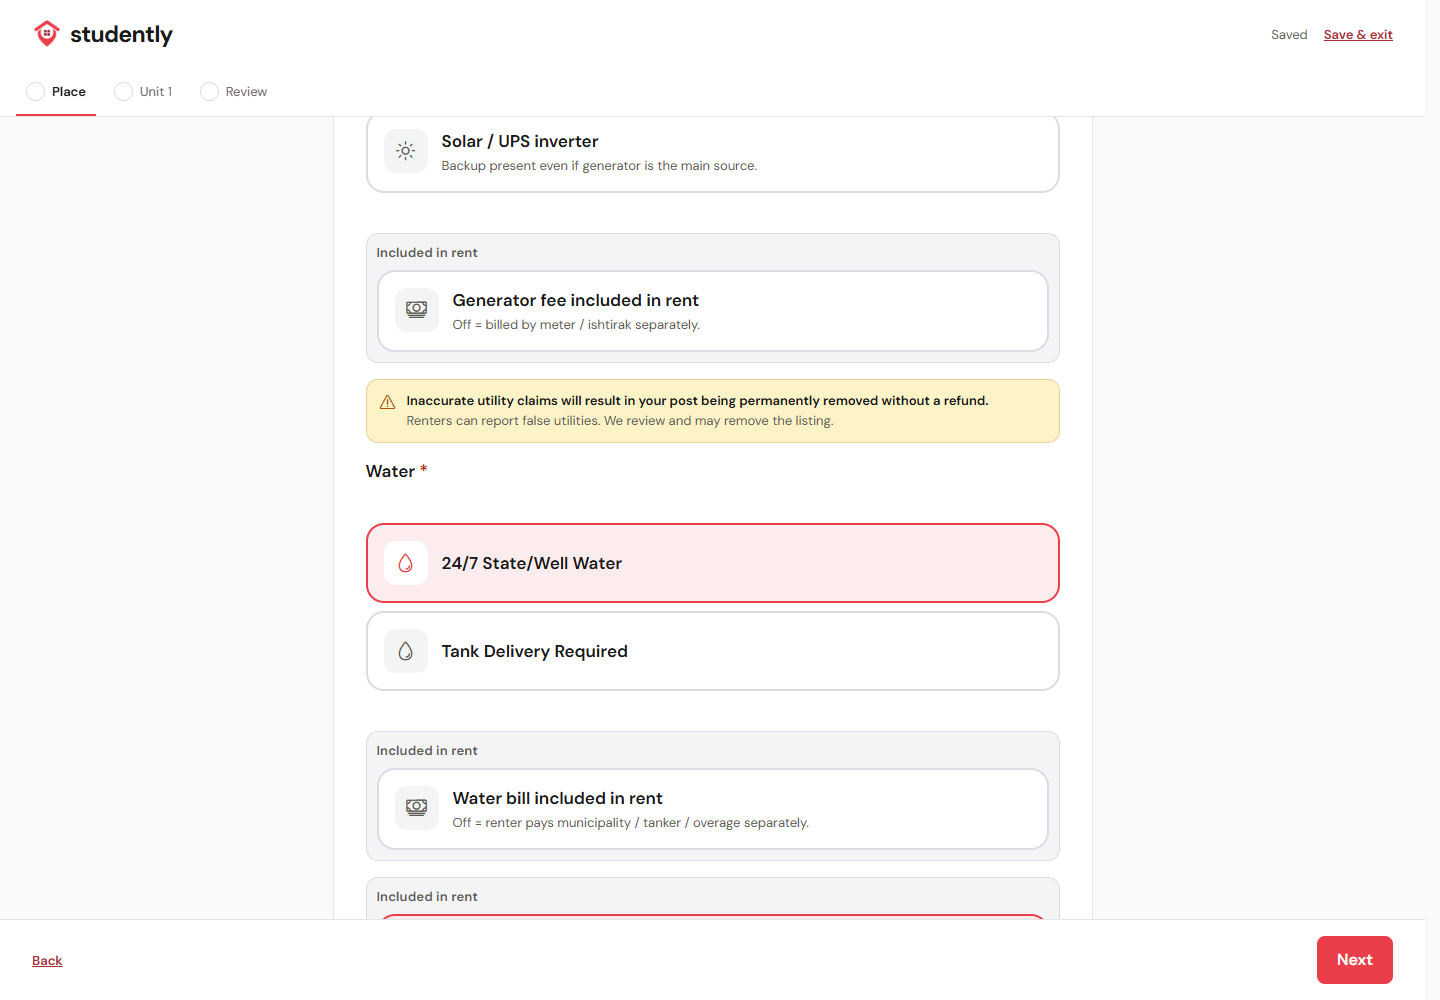 studently
Saved
Save & exit
Place
Unit 1
Review
Solar / UPS inverter
Backup present even if generator is the main source.
Included in rent
Generator fee included in rent
Off = billed by meter / ishtirak separately.
Inaccurate utility claims will result in your post being permanently removed without a refund.
Renters can report false utilities. We review and may remove the listing.
Water *
24/7 State/Well Water
Tank Delivery Required
Included in rent
Water bill included in rent
Off = renter pays municipality / tanker / overage separately.
Included in rent
Back
Next